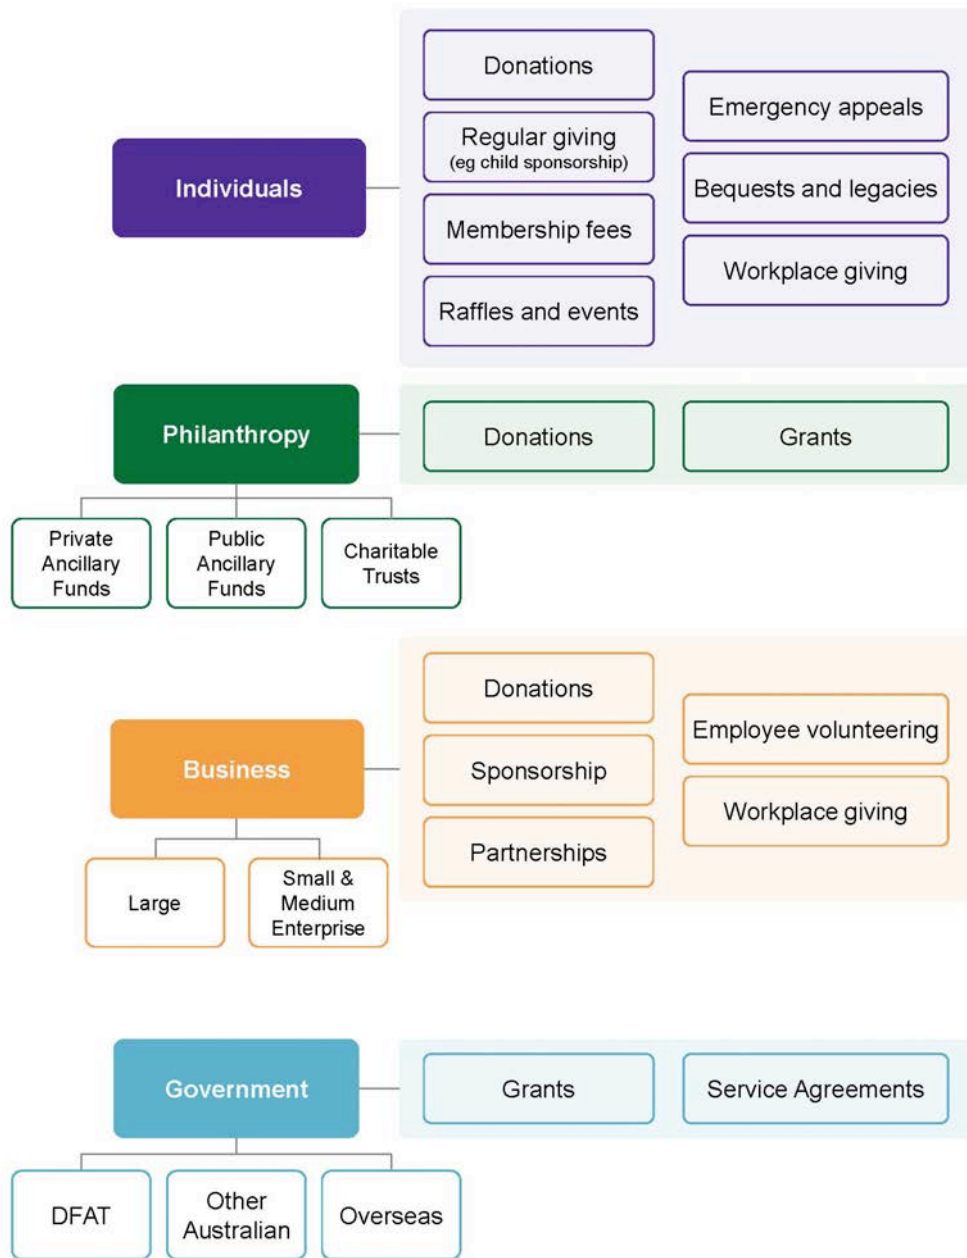 Individuals
Donations
Regular giving
(eg child sponsorship)
Membership fees
Raffles and events
Emergency appeals
Bequests and legacies
Workplace giving
Philanthropy
Donations
Grants
Private
Ancillary
Funds
Public
Ancillary
Funds
Charitable
Trusts
Business
Donations
Sponsorship
Partnerships
Employee volunteering
Workplace giving
Large
Small &
Medium
Enterprise
Government
Grants
Service Agreements
DFAT
Other
Australian
Overseas